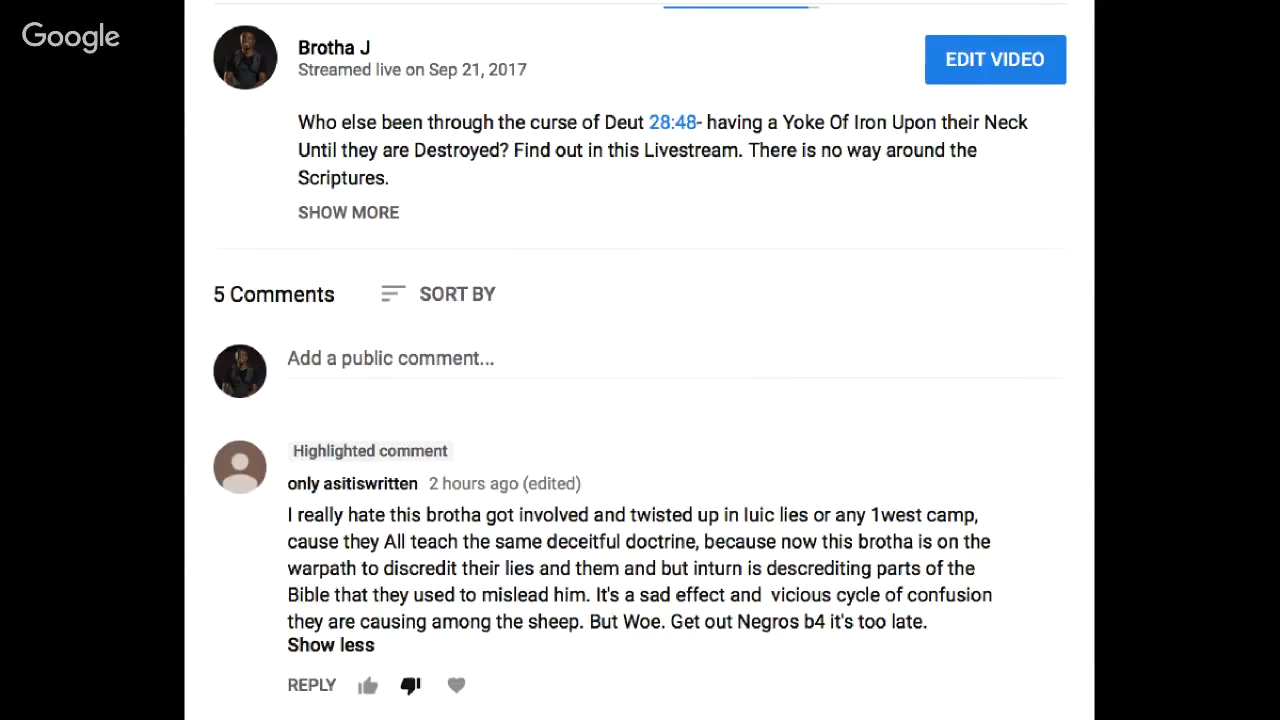 Google
Brotha J
Streamed live on Sep 21, 2017
EDIT VIDEO
Who else been through the curse of Deut 28:48- having a Yoke Of Iron Upon their Neck
Until they are Destroyed? Find out in this Livestream. There is no way around the
Scriptures.
SHOW MORE
5 Comments
SORT BY
Add a public comment...
Highlighted comment
only asitiswritten 2 hours ago (edited)
I really hate this brotha got involved and twisted up in Iuic lies or any 1west camp,
cause they All teach the same deceitful doctrine, because now this brotha is on the
warpath to discredit their lies and them and but inturn is descrediting parts of the
Bible that they used to mislead him. It's a sad effect and vicious cycle of confusion
they are causing among the sheep. But Woe. Get out Negros b4 it's too late.
Show less
REPLY